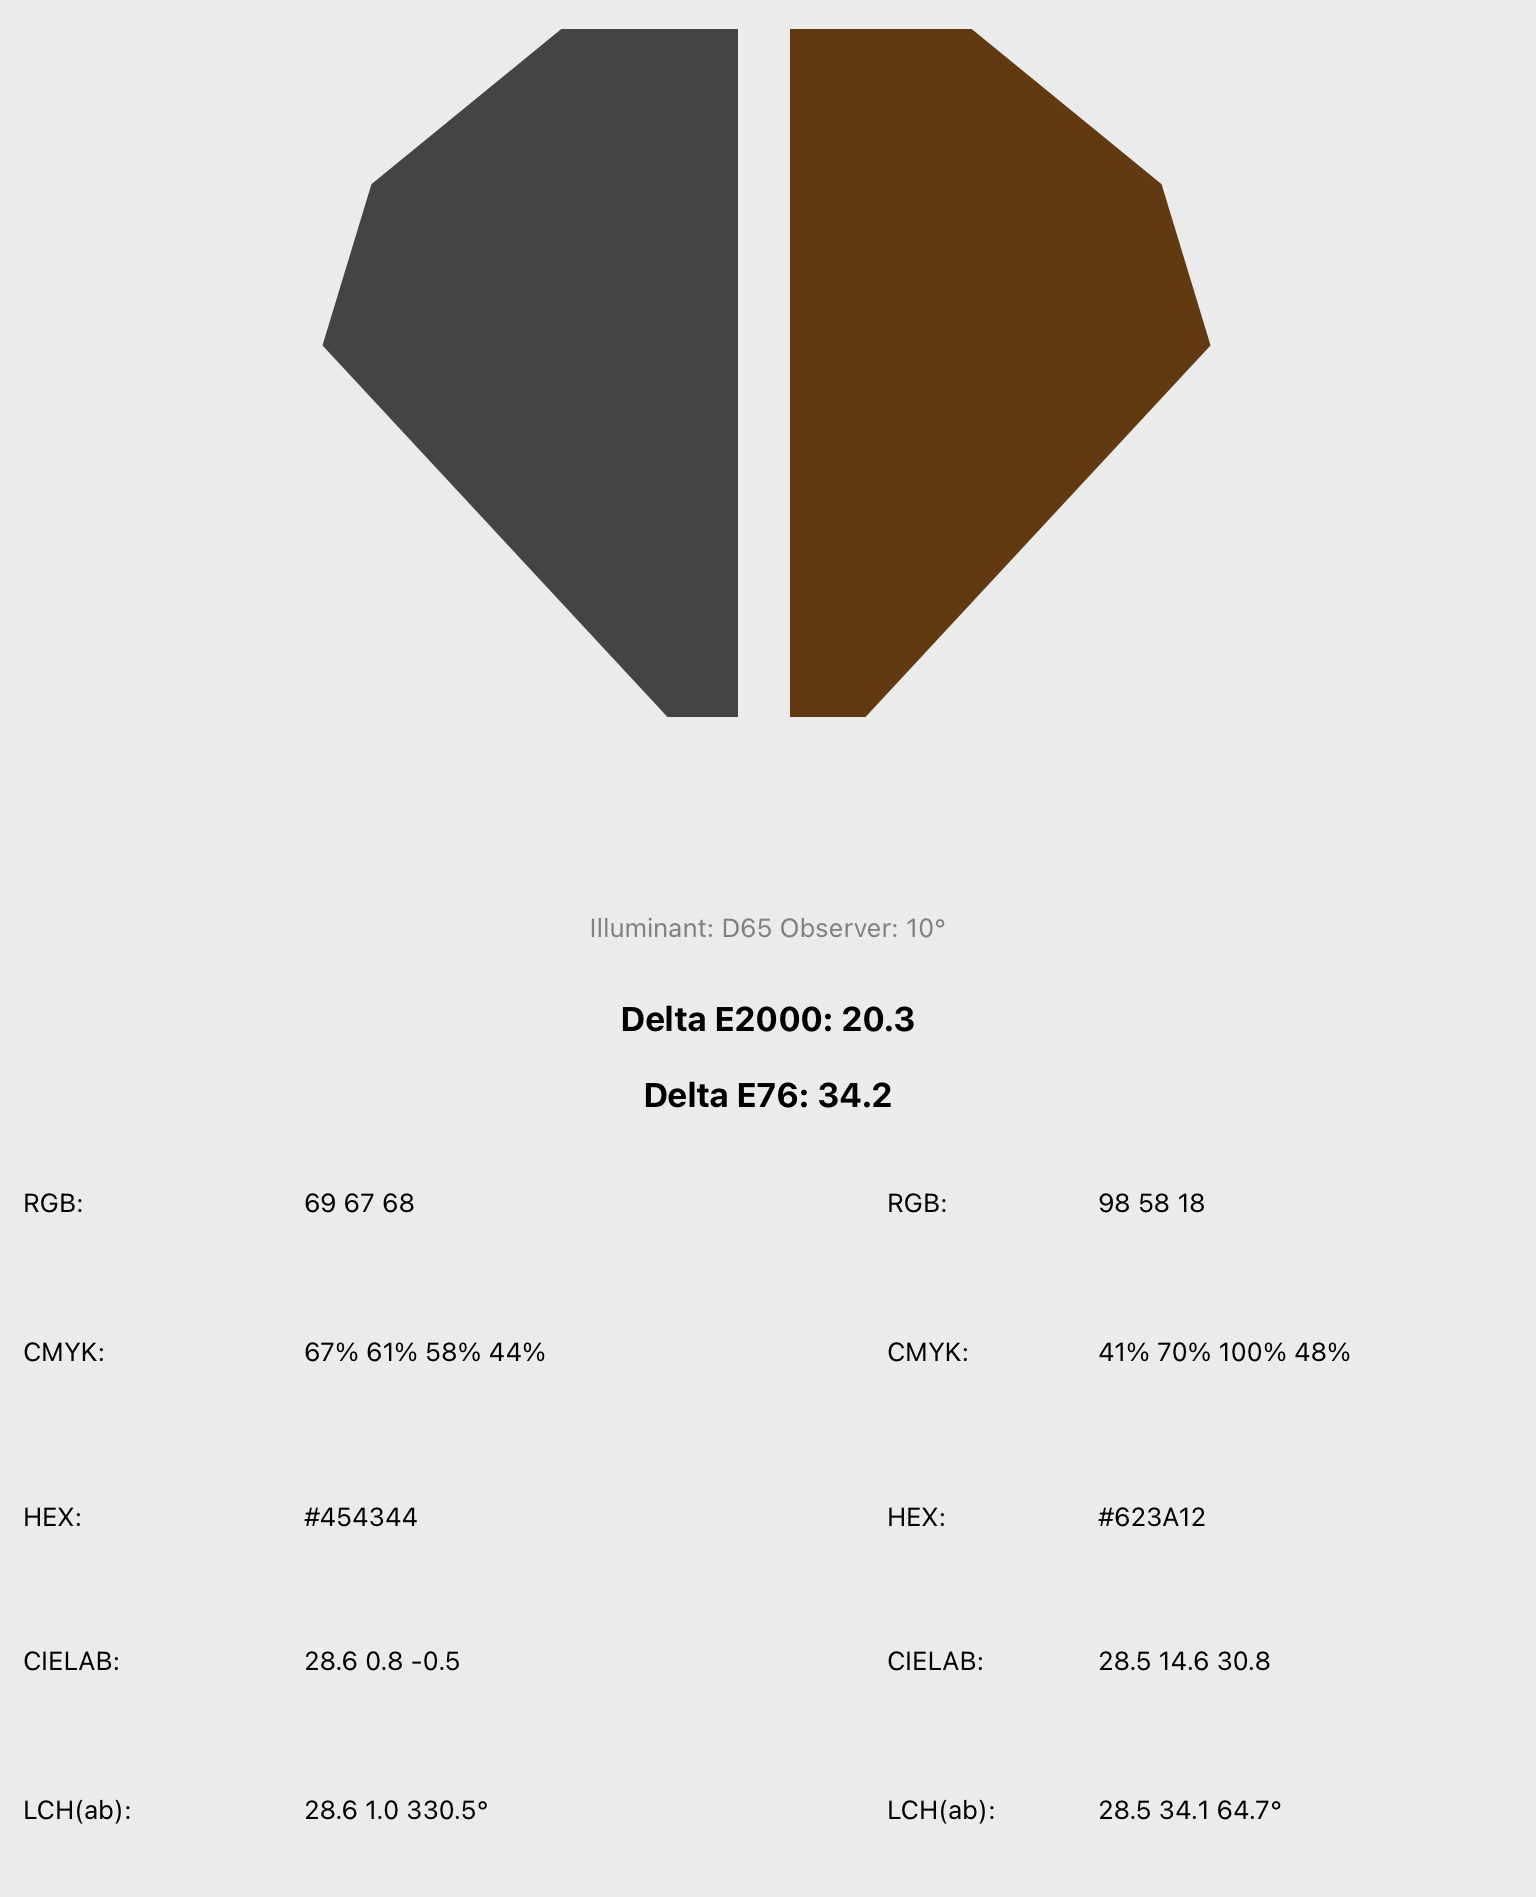 Illuminant: D65 Observer: 10°
Delta E2000: 20.3
Delta E76: 34.2
RGB: 69 67 68 RGB: 98 58 18
CMYK: 67% 61% 58% 44% CMYK: 41% 70% 100% 48%
HEX: #454344 HEX: #623A12
CIELAB: 28.6 0.8 -0.5 CIELAB: 28.5 14.6 30.8
LCH(ab): 28.6 1.0 330.5° LCH(ab): 28.5 34.1 64.7°